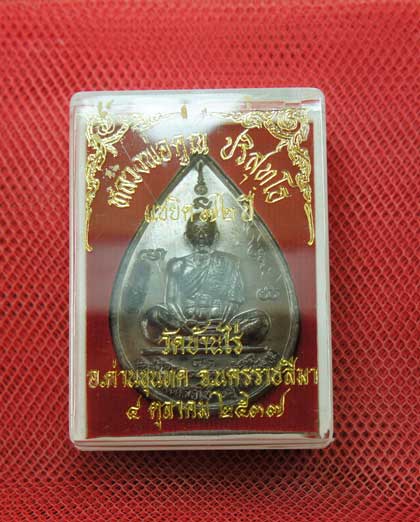 หลวงพ่อคูณ ปริสุทฺโธ
แซยิด ๗๒ ปี
วัดบ้านไร่
อ.ด่านขุนทด จ.นครราชสีมา
๔ ตุลาคม ๒๕๓๗